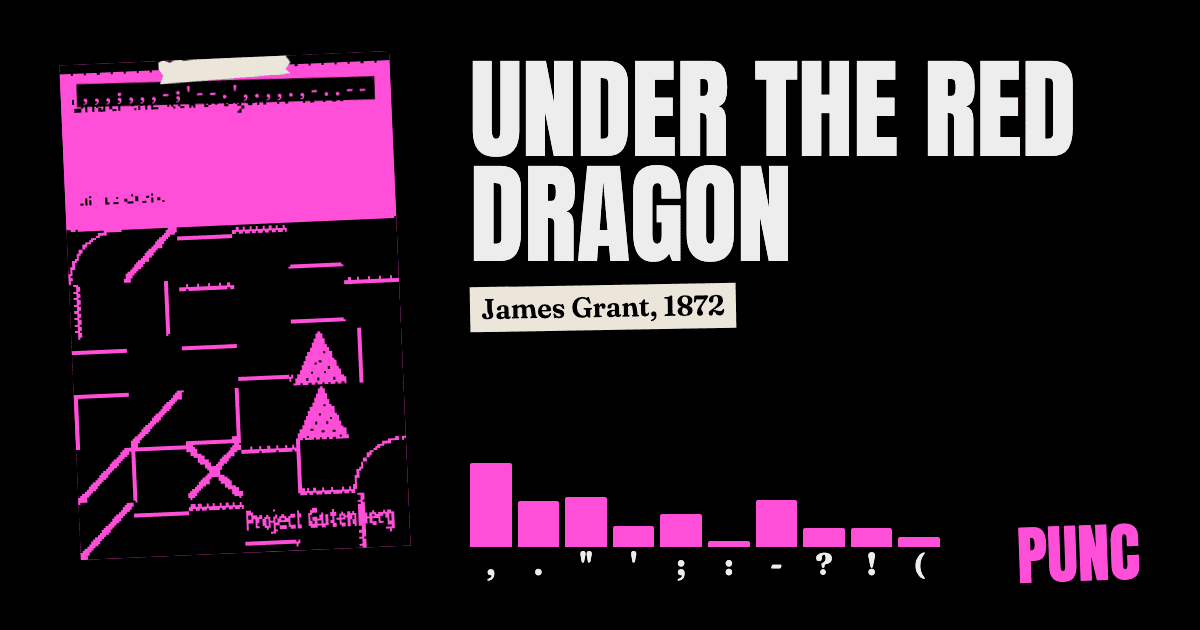 UNDER THE RED
DRAGON
James Grant, 1872
Project Gutenberg
, . " ' ; : - ? ! (
PUNC